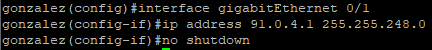 gonzalez(config)#interface gigabitEthernet 0/1
gonzalez(config-if)#ip address 91.0.4.1 255.255.248.0
gonzalez(config-if)#no shutdown